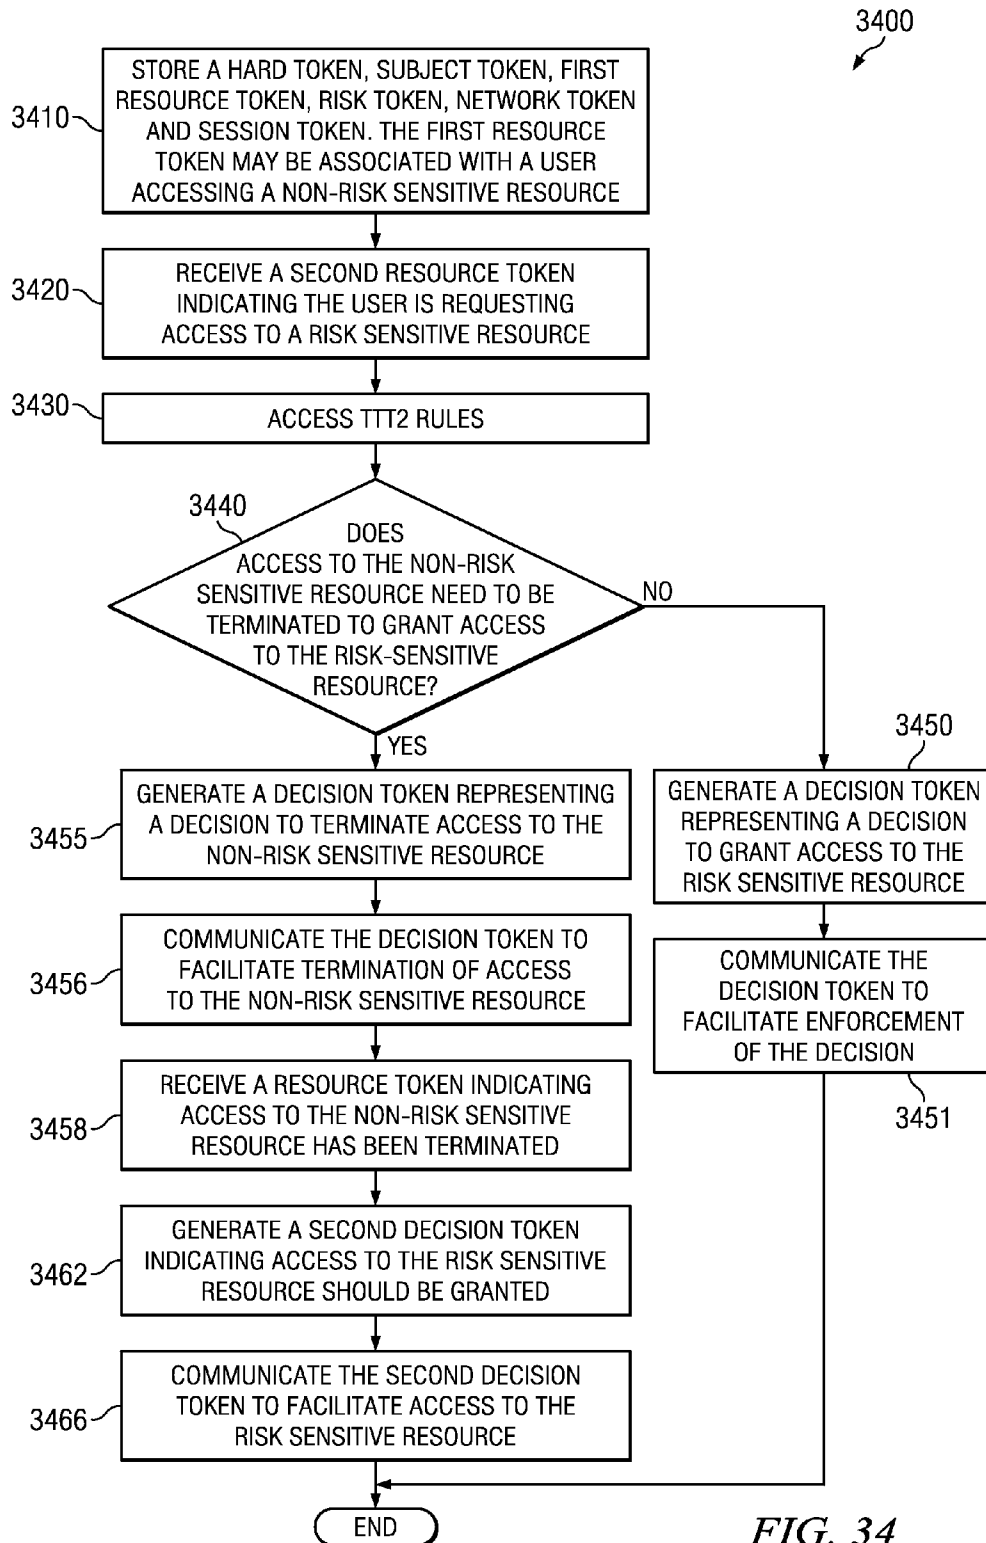 3400
3410
STORE A HARD TOKEN, SUBJECT TOKEN, FIRST
RESOURCE TOKEN, RISK TOKEN, NETWORK TOKEN
AND SESSION TOKEN. THE FIRST RESOURCE
TOKEN MAY BE ASSOCIATED WITH A USER
ACCESSING A NON-RISK SENSITIVE RESOURCE
3420
RECEIVE A SECOND RESOURCE TOKEN
INDICATING THE USER IS REQUESTING
ACCESS TO A RISK SENSITIVE RESOURCE
3430
ACCESS TTT2 RULES
3440
DOES
ACCESS TO THE NON-RISK
SENSITIVE RESOURCE NEED TO BE
TERMINATED TO GRANT ACCESS
TO THE RISK-SENSITIVE
RESOURCE?
NO
YES
3455
GENERATE A DECISION TOKEN REPRESENTING
A DECISION TO TERMINATE ACCESS TO THE
NON-RISK SENSITIVE RESOURCE
3456
COMMUNICATE THE DECISION TOKEN TO
FACILITATE TERMINATION OF ACCESS
TO THE NON-RISK SENSITIVE RESOURCE
3458
RECEIVE A RESOURCE TOKEN INDICATING
ACCESS TO THE NON-RISK SENSITIVE
RESOURCE HAS BEEN TERMINATED
3462
GENERATE A SECOND DECISION TOKEN
INDICATING ACCESS TO THE RISK SENSITIVE
RESOURCE SHOULD BE GRANTED
3466
COMMUNICATE THE SECOND DECISION
TOKEN TO FACILITATE ACCESS TO THE
RISK SENSITIVE RESOURCE
3450
GENERATE A DECISION TOKEN
REPRESENTING A DECISION
TO GRANT ACCESS TO THE
RISK SENSITIVE RESOURCE
COMMUNICATE THE
DECISION TOKEN TO
FACILITATE ENFORCEMENT
OF THE DECISION
3451
END
FIG. 34